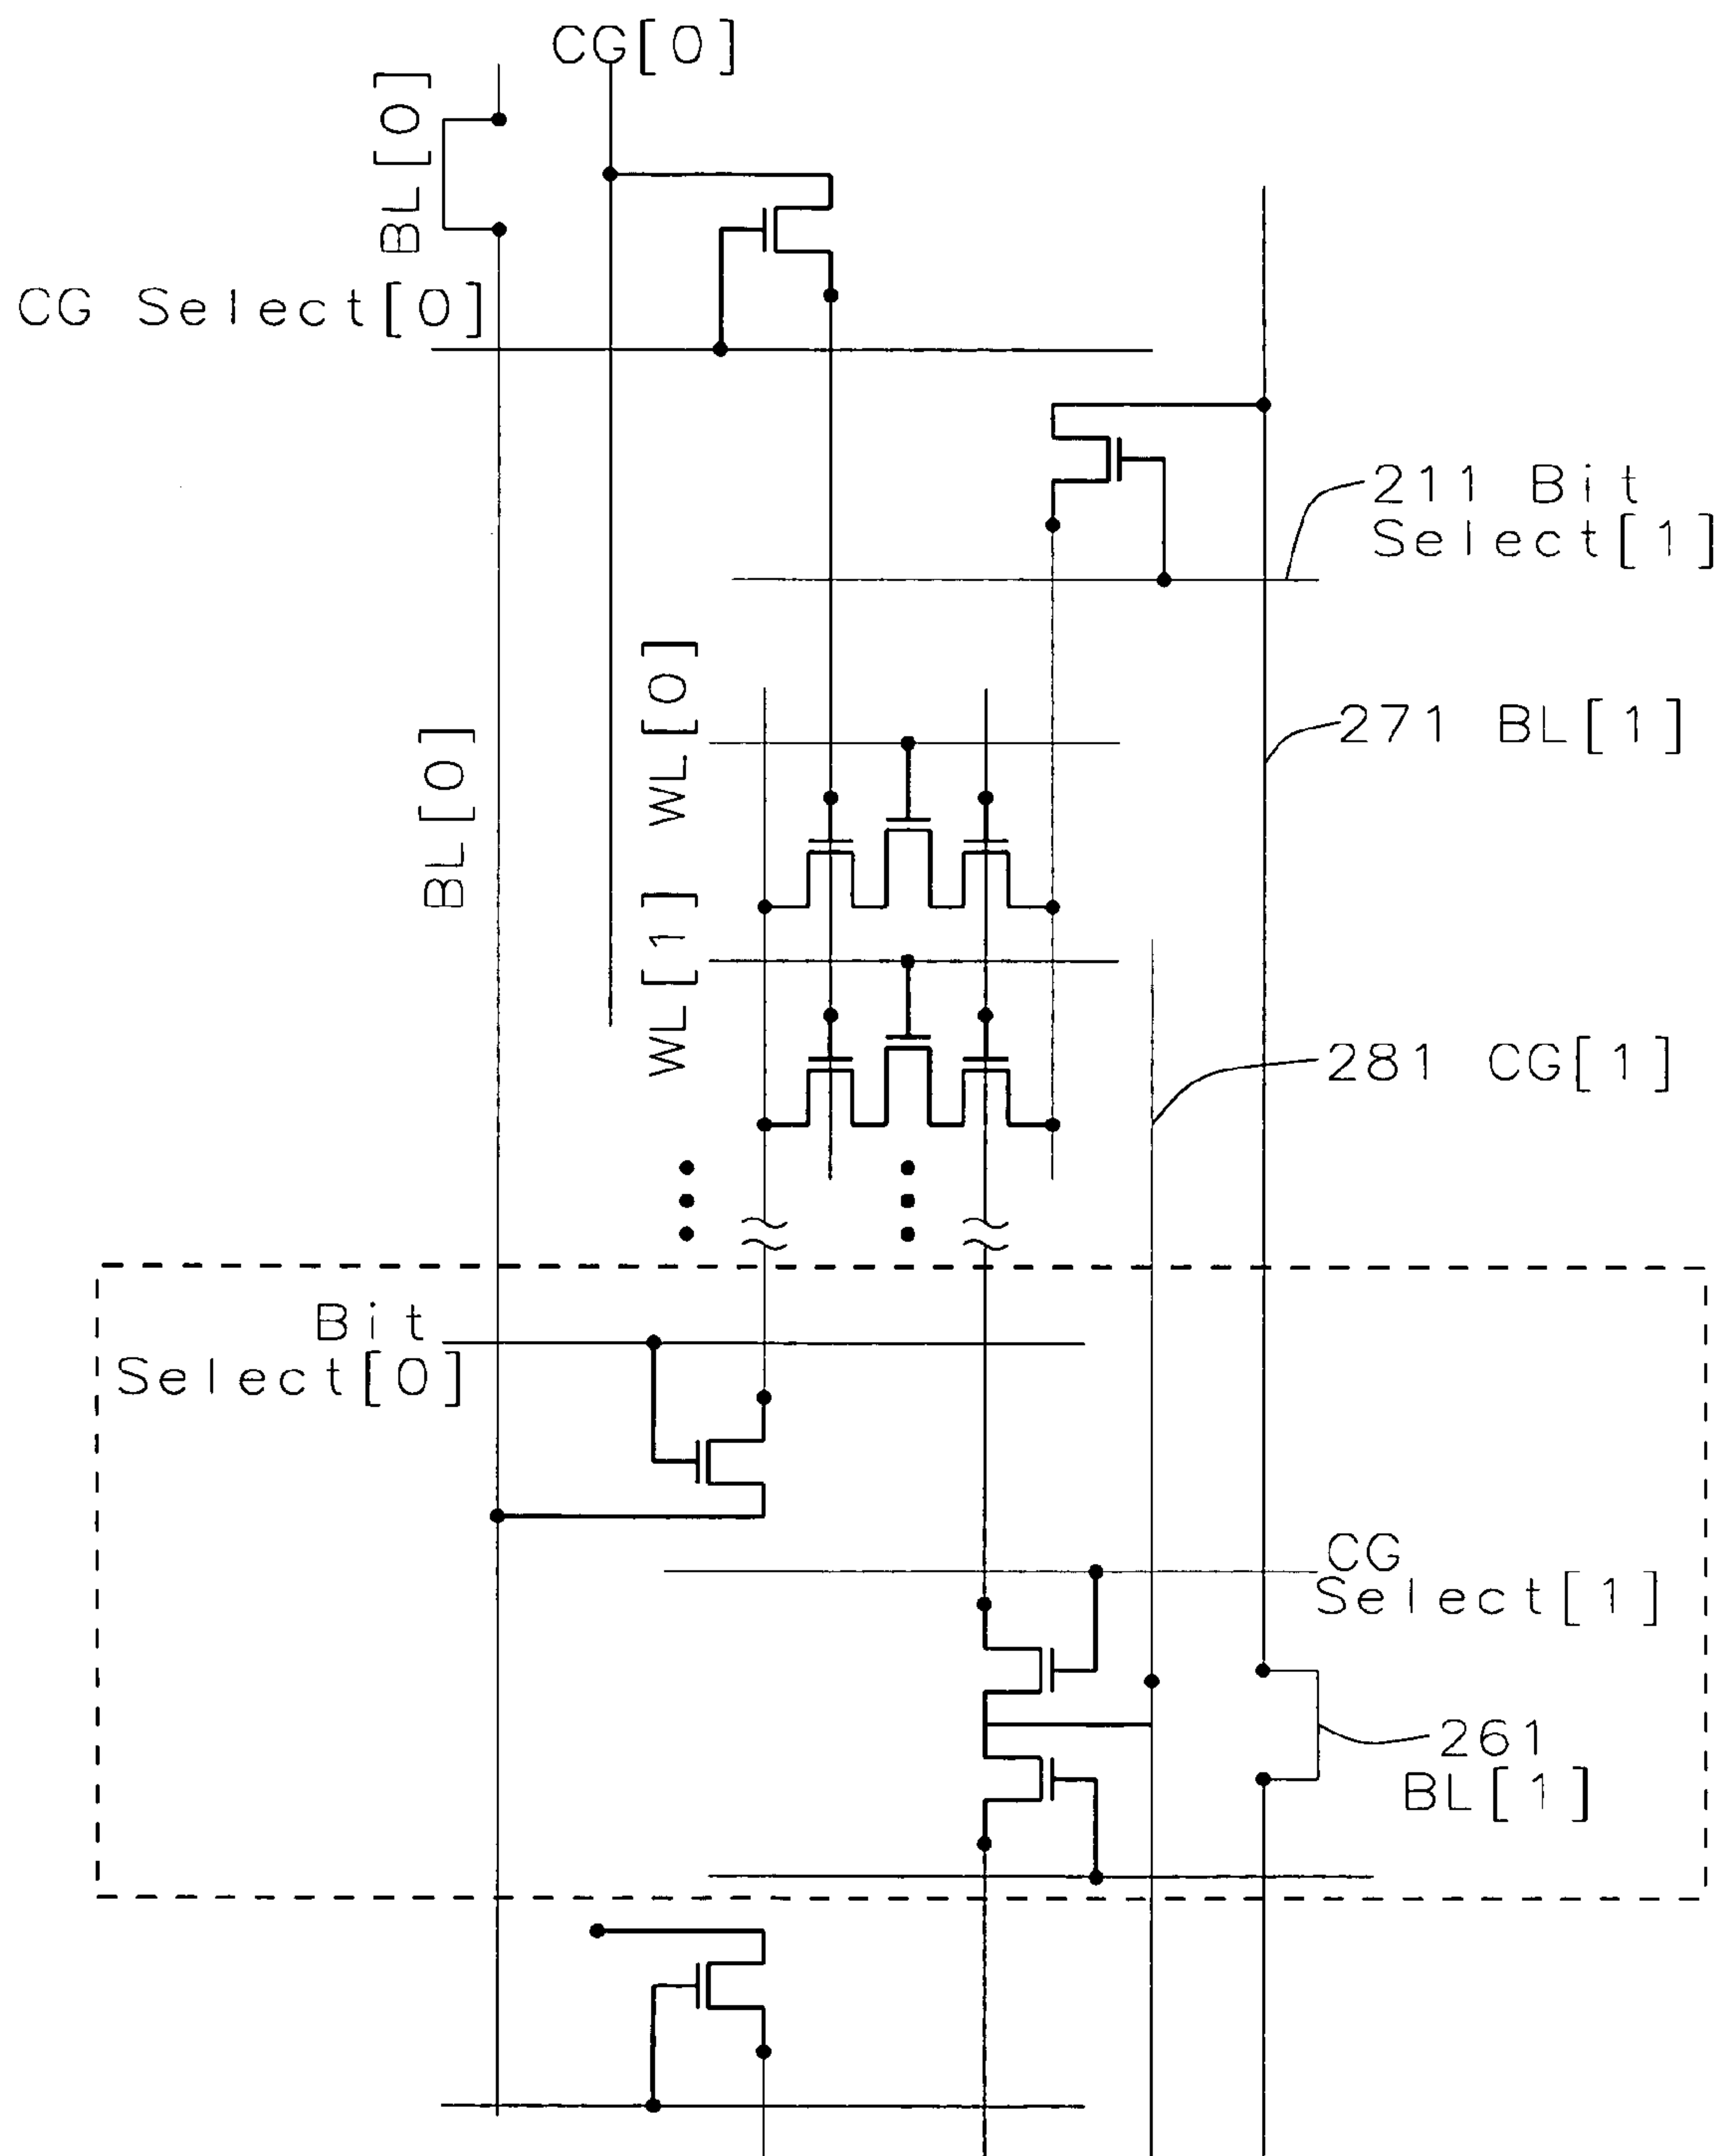 CG[0]
BL[0]
CG Select[0]
211 Bit
Select[1]
WL[0]
271 BL[1]
BL[0]
WL[1]
281 CG[1]
Bit
Select[0]
CG
Select[1]
261
BL[1]